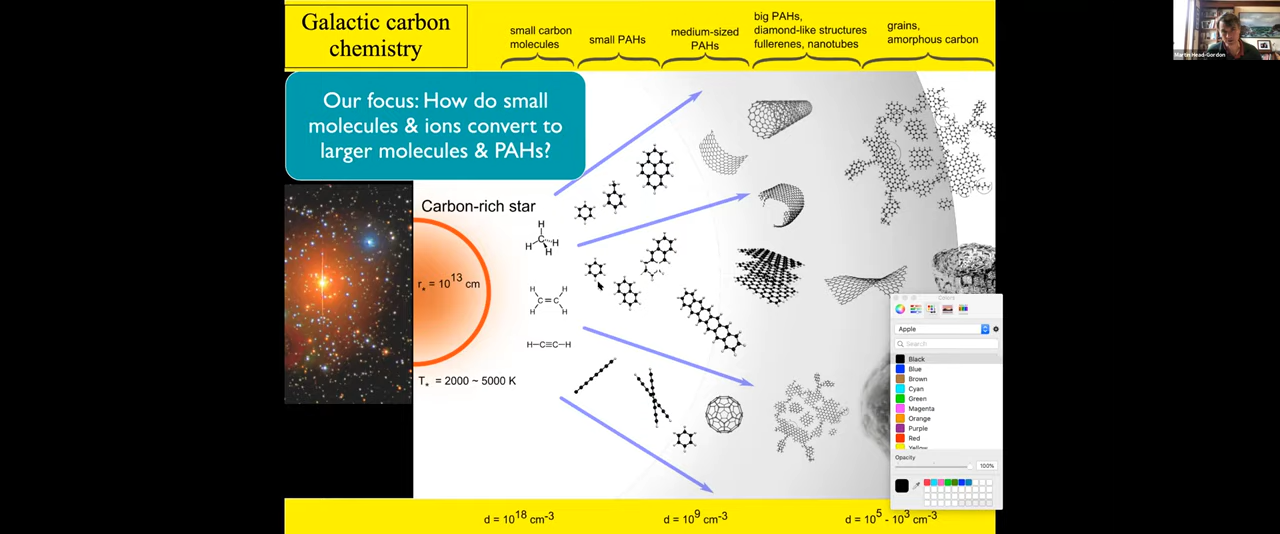 Galactic carbon
chemistry
small carbon
molecules
small PAHs
medium-sized
PAHs
big PAHs,
diamond-like structures
fullerenes, nanotubes
grains,
amorphous carbon
Martin Head-Gordon
Our focus: How do small
molecules & ions convert to
larger molecules & PAHs?
Carbon-rich star
r* = 10^13 cm
T* = 2000 ~ 5000 K
H
H
H
H
C
H
H
C=C
H
H
H-C≡C-H
Colors
Apple
Search
Black
Blue
Brown
Cyan
Green
Magenta
Orange
Purple
Red
Yellow
Opacity
100%
d = 10^18 cm^-3
d = 10^9 cm^-3
d = 10^5 - 10^3 cm^-3